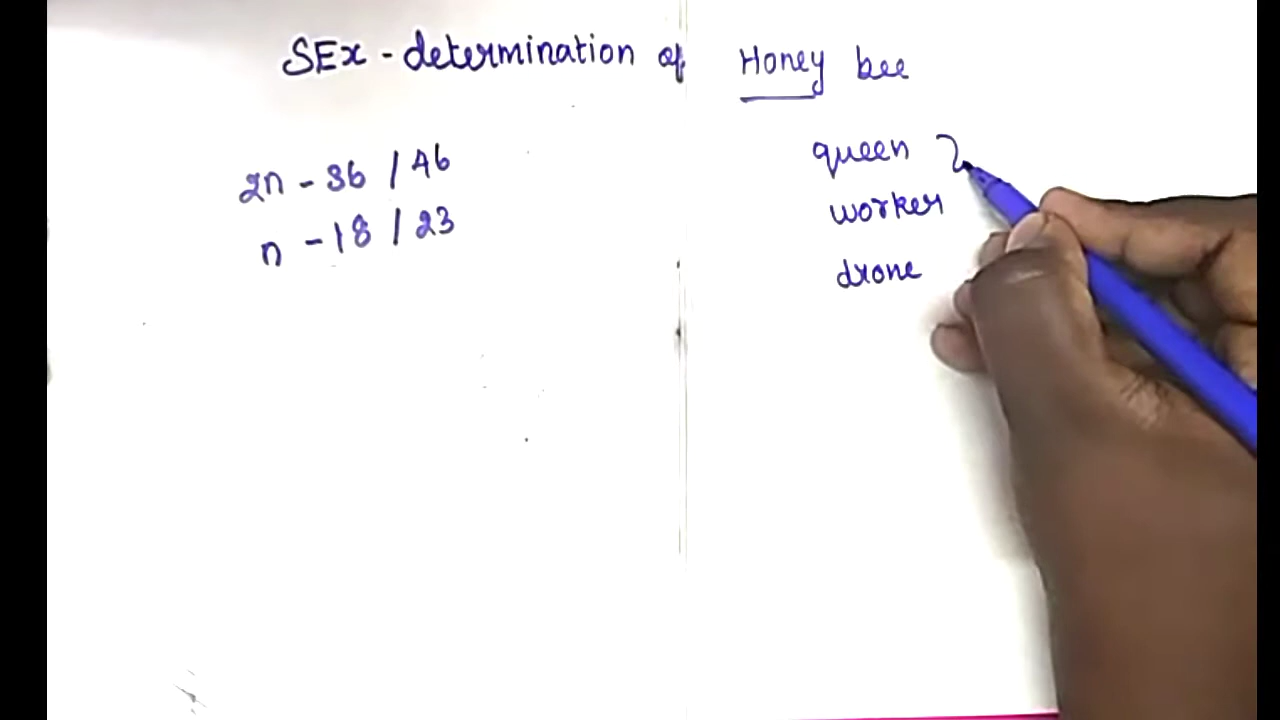 SEx - determination of Honey bee
2n - 36 / 46
n - 18 / 23
queen
worker
drone